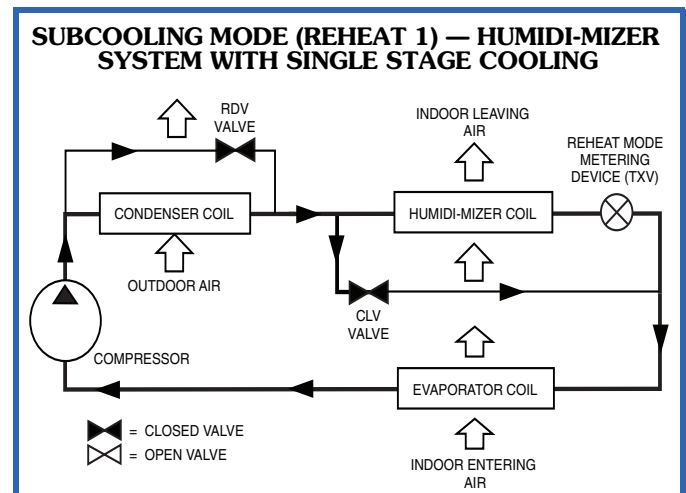 SUBCOOLING MODE (REHEAT 1) — HUMIDI-MIZER
SYSTEM WITH SINGLE STAGE COOLING
RDV
VALVE
INDOOR LEAVING
AIR
REHEAT MODE
METERING
DEVICE (TXV)
CONDENSER COIL
HUMIDI-MIZER COIL
OUTDOOR AIR
CLV
VALVE
COMPRESSOR
EVAPORATOR COIL
= CLOSED VALVE
= OPEN VALVE
INDOOR ENTERING
AIR